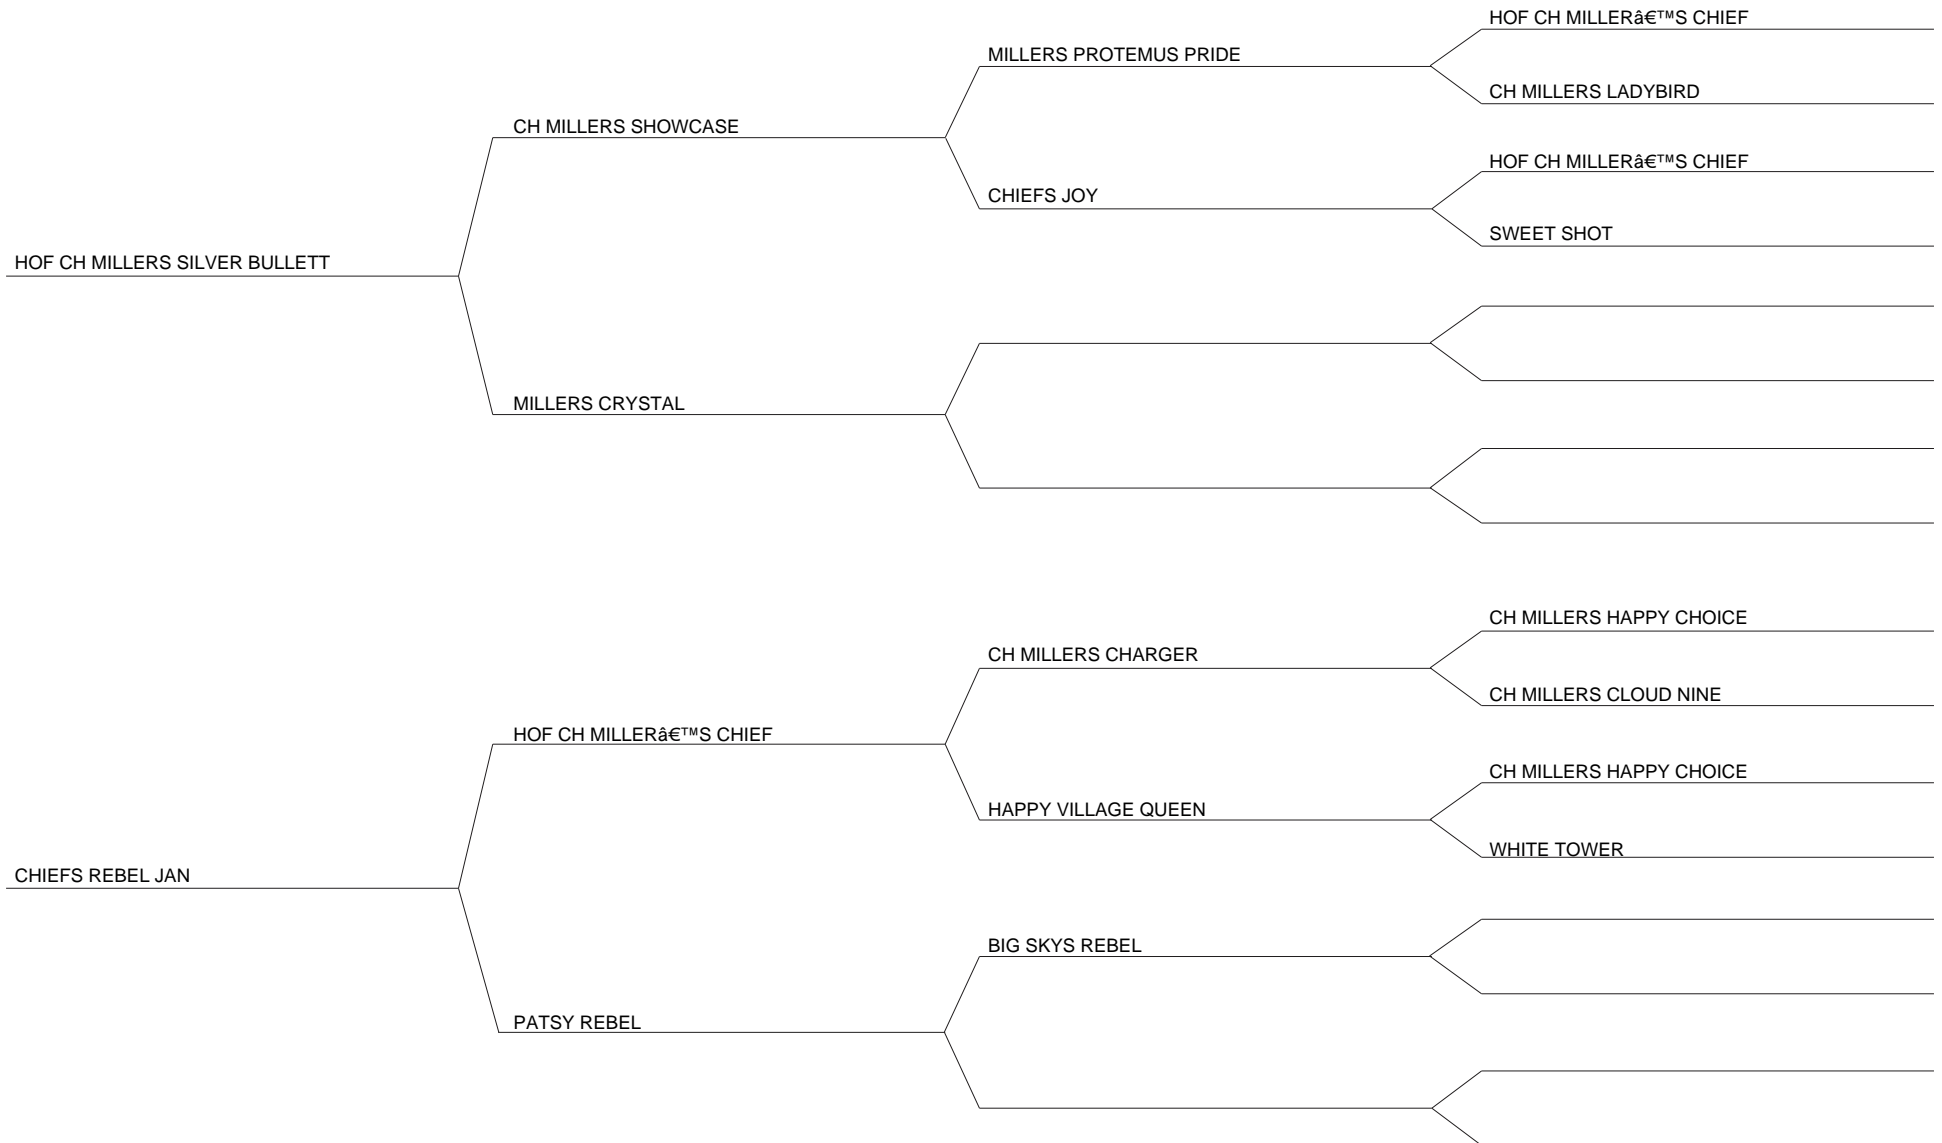 HOF CH MILLERâ€™S CHIEF
MILLERS PROTEMUS PRIDE
CH MILLERS LADYBIRD
CH MILLERS SHOWCASE
HOF CH MILLERâ€™S CHIEF
CHIEFS JOY
SWEET SHOT
HOF CH MILLERS SILVER BULLETT
MILLERS CRYSTAL
CH MILLERS HAPPY CHOICE
CH MILLERS CHARGER
CH MILLERS CLOUD NINE
HOF CH MILLERâ€™S CHIEF
CH MILLERS HAPPY CHOICE
HAPPY VILLAGE QUEEN
WHITE TOWER
CHIEFS REBEL JAN
BIG SKYS REBEL
PATSY REBEL